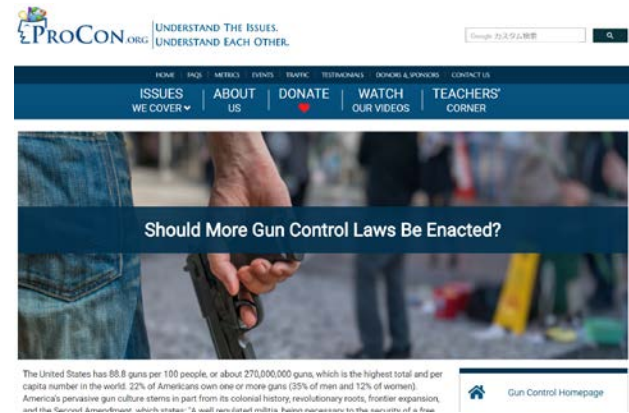 PROCON.ORG
UNDERSTAND THE ISSUES.
UNDERSTAND EACH OTHER.
Google カスタム検索
HOME FAQS METRICS EVENTS TRAFFIC TESTIMONIALS DONORS & SPONSORS CONTACT US
ISSUES
WE COVER
ABOUT
US
DONATE
WATCH
OUR VIDEOS
TEACHERS'
CORNER
Should More Gun Control Laws Be Enacted?
The United States has 88.8 guns per 100 people, or about 270,000,000 guns, which is the highest total and per
capita number in the world. 22% of Americans own one or more guns (35% of men and 12% of women).
America's pervasive gun culture stems in part from its colonial history, revolutionary roots, frontier expansion,
and the Second Amendment, which states: "A well regulated militia, being necessary to the security of a free
Gun Control Homepage